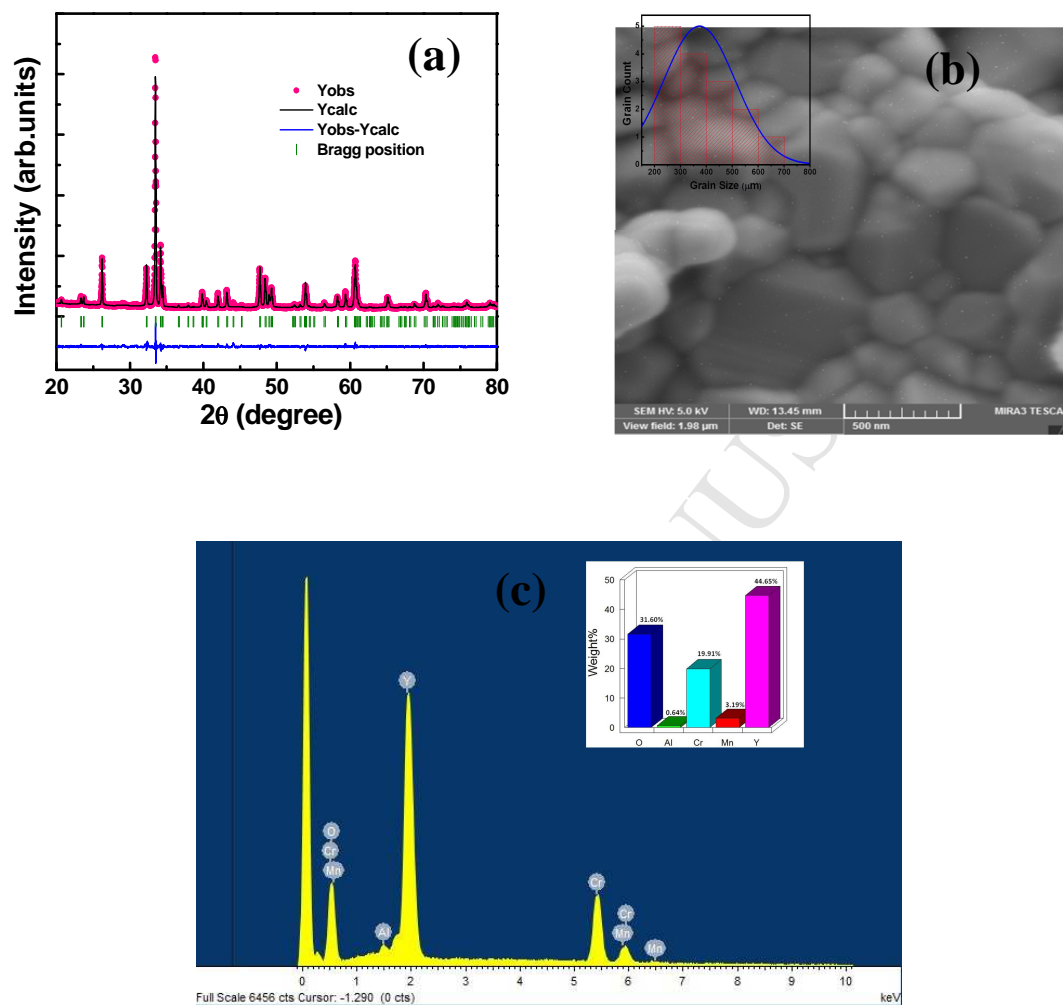 (a)
Yobs
Ycalc
Yobs-Ycalc
Bragg position
Intensity (arb.units)
20 30 40 50 60 70 80
2θ (degree)
(b)
5
4
3
2
1
0
Grain Count
200 300 400 500 600 700 800
Grain Size (μm)
SEM HV: 5.0 kV WD: 13.45 mm MIRA3 TESCA
View field: 1.98 μm Det: SE 500 nm
(c)
50
40
30
20
10
0
Weight%
31.60% 0.64% 19.91% 3.19% 44.65%
O Al Cr Mn Y
Y
O
Cr
Mn
Al
Cr
Cr
Mn
Mn
0 1 2 3 4 5 6 7 8 9 10
Full Scale 6456 cts Cursor: -1.290 (0 cts) keV